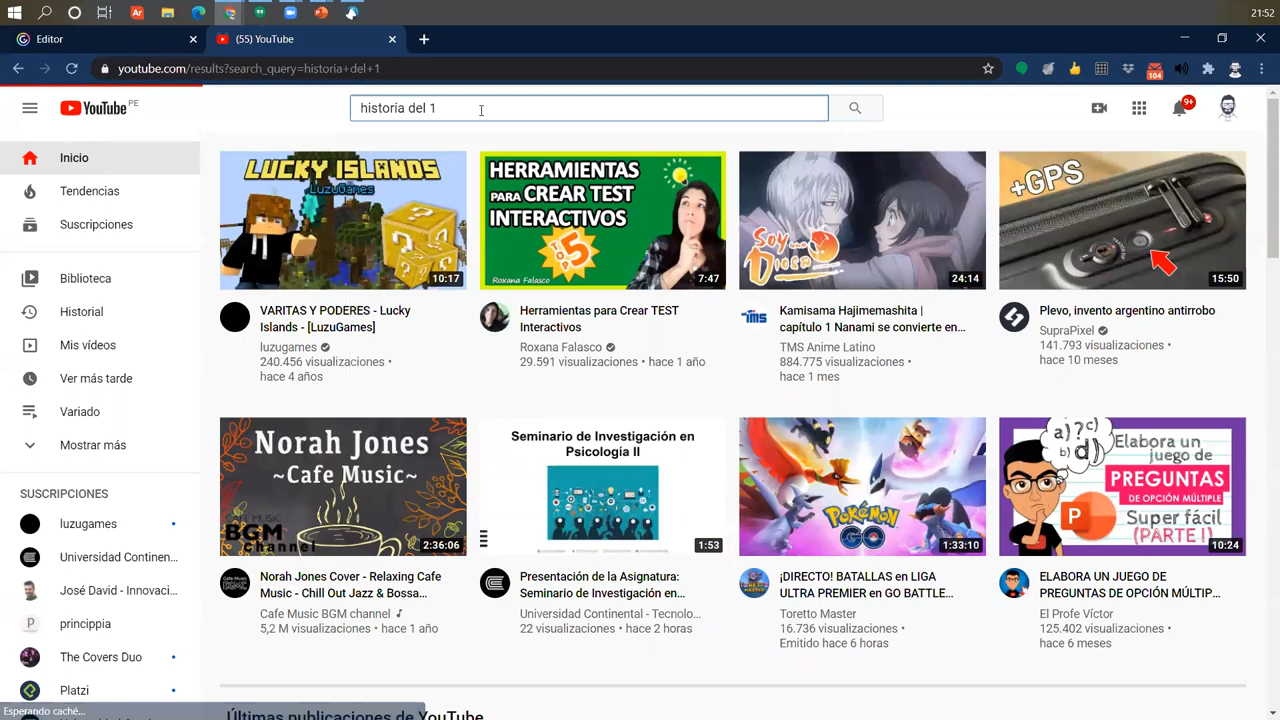 21:52
Editor
(55) YouTube
youtube.com/results?search_query=historia+del+1
104
YouTube PE
historia del 1
9+
Inicio
Tendencias
Suscripciones
Biblioteca
Historial
Mis vídeos
Ver más tarde
Variado
Mostrar más
SUSCRIPCIONES
luzugames
Universidad Continen...
José David - Innovaci...
princippia
The Covers Duo
Platzi
Esperando caché...
LUCKY ISLANDS
LuzuGames
10:17
VARITAS Y PODERES - Lucky
Islands - [LuzuGames]
luzugames
240.456 visualizaciones •
hace 4 años
HERRAMIENTAS
PARA CREAR TEST
INTERACTIVOS
TOP 5
Roxana Falasco
7:47
Herramientas para Crear TEST
Interactivos
Roxana Falasco
29.591 visualizaciones • hace 1 año
Soy una
Diosa
24:14
tms
Kamisama Hajimemashita |
capítulo 1 Nanami se convierte en...
TMS Anime Latino
884.775 visualizaciones •
hace 1 mes
+GPS
15:50
Plevo, invento argentino antirrobo
SupraPixel
141.793 visualizaciones •
hace 10 meses
Norah Jones
~Cafe Music~
CAFE MUSIC
BGM
channel
2:36:06
Norah Jones Cover - Relaxing Cafe
Music - Chill Out Jazz & Bossa...
Cafe Music BGM channel
5,2 M visualizaciones • hace 1 año
Seminario de Investigación en
Psicología II
1:53
Presentación de la Asignatura:
Seminario de Investigación en...
Universidad Continental - Tecnolo...
22 visualizaciones • hace 2 horas
POKÉMON
GO
1:33:10
¡DIRECTO! BATALLAS en LIGA
ULTRA PREMIER en GO BATTLE...
Toretto Master
16.736 visualizaciones •
Emitido hace 6 horas
a) ?c)
b) d)
Elabora un
juego de
PREGUNTAS
DE OPCIÓN MÚLTIPLE
P
Super fácil
(PARTE I)
10:24
ELABORA UN JUEGO DE
PREGUNTAS DE OPCIÓN MÚLTIP...
El Profe Víctor
125.402 visualizaciones •
hace 6 meses
Últimas publicaciones de YouTube